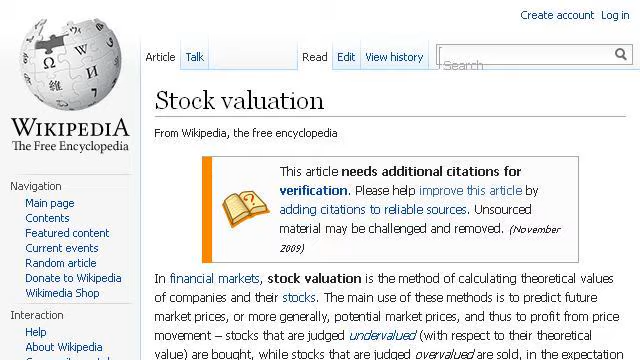 Create account Log in
Article Talk Read Edit View history Search
Stock valuation
WIKIPEDIA
The Free Encyclopedia
From Wikipedia, the free encyclopedia
This article needs additional citations for
verification. Please help improve this article by
adding citations to reliable sources. Unsourced
material may be challenged and removed. (November
2009)
Navigation
Main page
Contents
Featured content
Current events
Random article
Donate to Wikipedia
Wikimedia Shop
Interaction
Help
About Wikipedia
In financial markets, stock valuation is the method of calculating theoretical values
of companies and their stocks. The main use of these methods is to predict future
market prices, or more generally, potential market prices, and thus to profit from price
movement – stocks that are judged undervalued (with respect to their theoretical
value) are bought, while stocks that are judged overvalued are sold, in the expectation